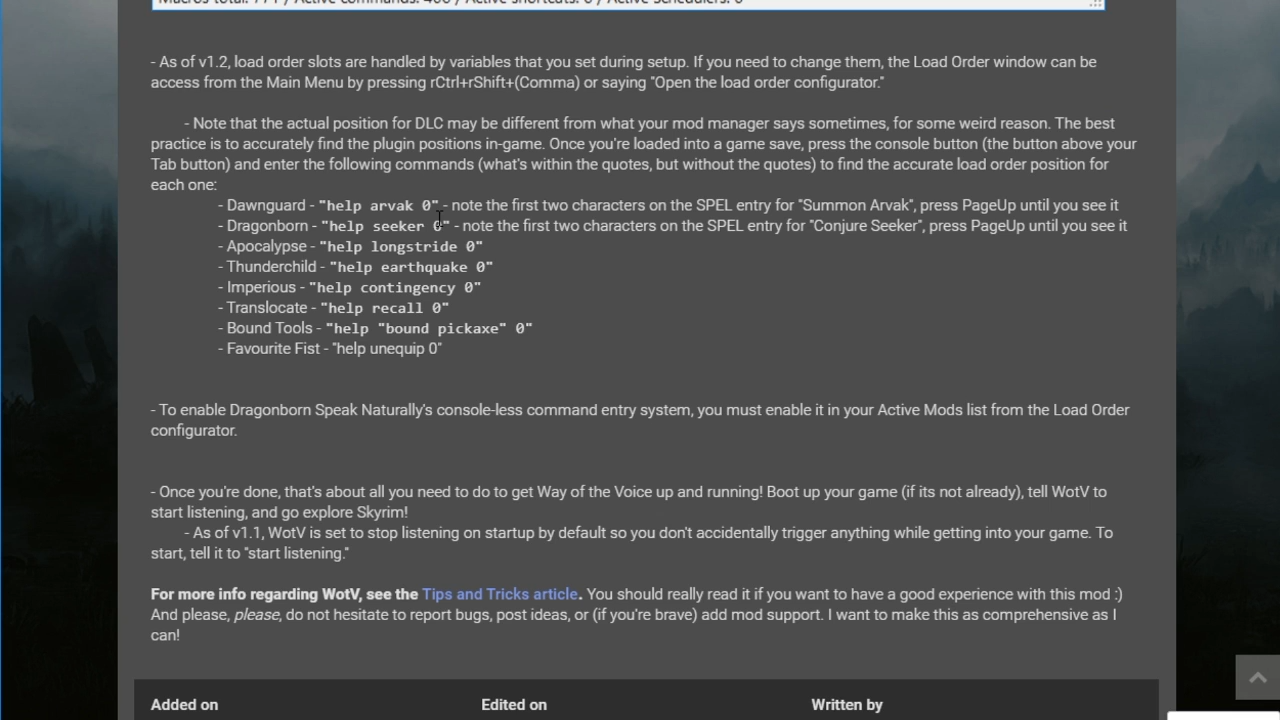 Macros total: 771 / Active commands: 400 / Active shortcuts: 0 / Active Schedulers: 0
- As of v1.2, load order slots are handled by variables that you set during setup. If you need to change them, the Load Order window can be
access from the Main Menu by pressing rCtrl+rShift+(Comma) or saying "Open the load order configurator."
- Note that the actual position for DLC may be different from what your mod manager says sometimes, for some weird reason. The best
practice is to accurately find the plugin positions in-game. Once you're loaded into a game save, press the console button (the button above your
Tab button) and enter the following commands (what's within the quotes, but without the quotes) to find the accurate load order position for
each one:
- Dawnguard - "help arvak 0" - note the first two characters on the SPEL entry for "Summon Arvak", press PageUp until you see it
- Dragonborn - "help seeker 0" - note the first two characters on the SPEL entry for "Conjure Seeker", press PageUp until you see it
- Apocalypse - "help longstride 0"
- Thunderchild - "help earthquake 0"
- Imperious - "help contingency 0"
- Translocate - "help recall 0"
- Bound Tools - "help "bound pickaxe" 0"
- Favourite Fist - "help unequip 0"
- To enable Dragonborn Speak Naturally's console-less command entry system, you must enable it in your Active Mods list from the Load Order
configurator.
- Once you're done, that's about all you need to do to get Way of the Voice up and running! Boot up your game (if its not already), tell WotV to
start listening, and go explore Skyrim!
- As of v1.1, WotV is set to stop listening on startup by default so you don't accidentally trigger anything while getting into your game. To
start, tell it to "start listening."
For more info regarding WotV, see the Tips and Tricks article. You should really read it if you want to have a good experience with this mod :)
And please, please, do not hesitate to report bugs, post ideas, or (if you're brave) add mod support. I want to make this as comprehensive as I
can!
Added on Edited on Written by